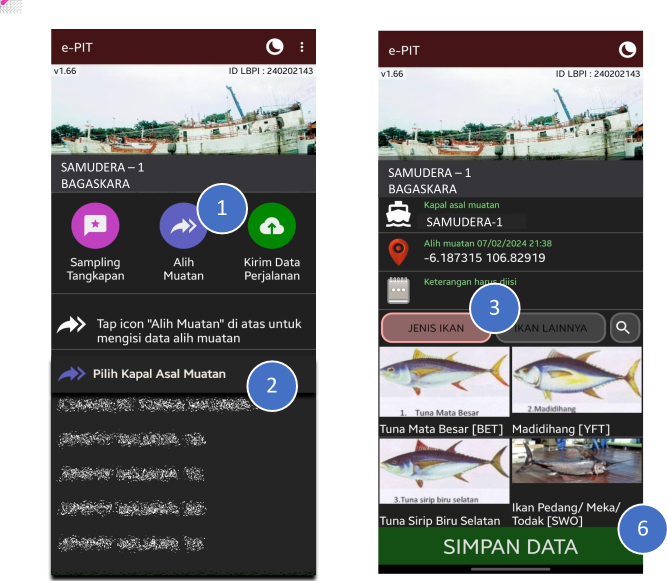 e-PIT
v1.66
ID LBPI : 240202143
SAMUDERA – 1
BAGASKARA
1
Sampling
Tangkapan
Alih
Muatan
Kirim Data
Perjalanan
Tap icon "Alih Muatan" di atas untuk
mengisi data alih muatan
Pilih Kapal Asal Muatan
2
e-PIT
v1.66
ID LBPI : 240202143
SAMUDERA – 1
BAGASKARA
Kapal asal muatan
SAMUDERA-1
Alih muatan 07/02/2024 21:38
-6.187315 106.82919
Keterangan harus diisi
3
JENIS IKAN
IKAN LAINNYA
1. Tuna Mata Besar
2.Madidihang
Tuna Mata Besar [BET]
Madidihang [YFT]
3.Tuna sirip biru selatan
Tuna Sirip Biru Selatan
Ikan Pedang/ Meka/
Todak [SWO]
6
SIMPAN DATA